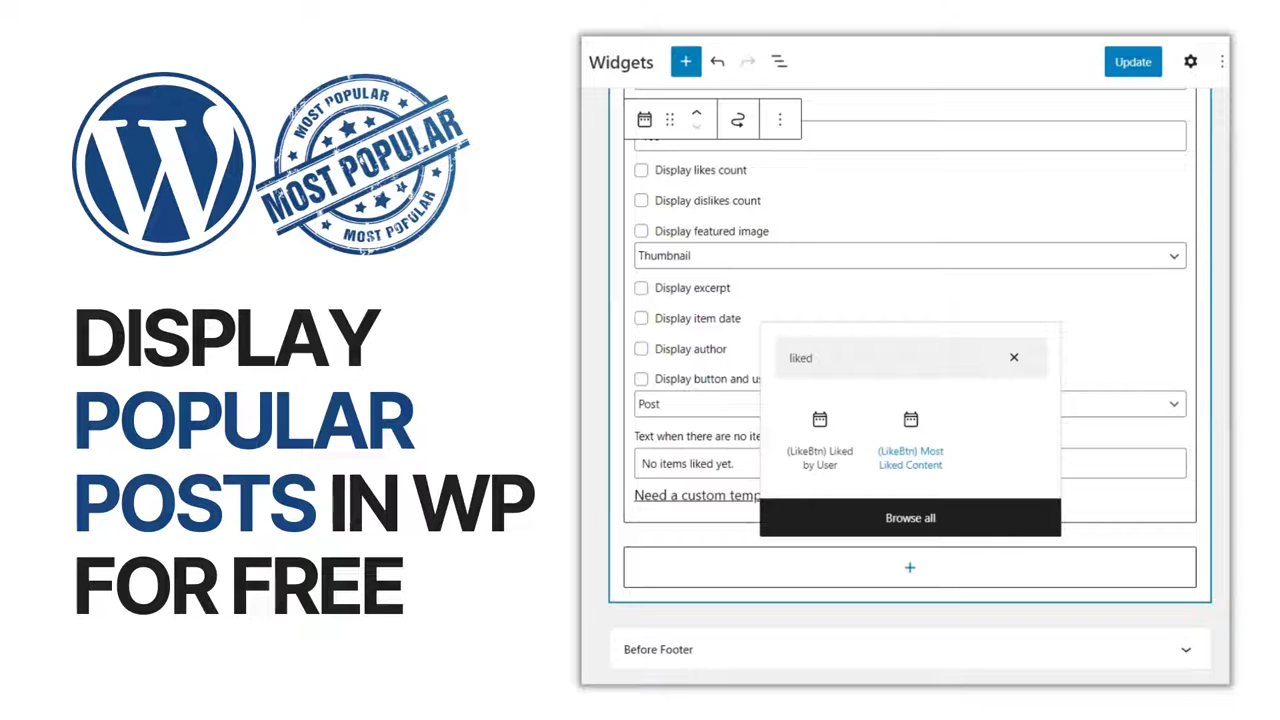 MOST POPULAR
MOST POPULAR
MOST POPULAR
DISPLAY
POPULAR
POSTS IN WP
FOR FREE
Widgets
Update
Display likes count
Display dislikes count
Display featured image
Thumbnail
Display excerpt
Display item date
Display author
Display button and us
Post
Text when there are no ite
No items liked yet.
Need a custom temp
liked
(LikeBtn) Liked
by User
(LikeBtn) Most
Liked Content
Browse all
Before Footer